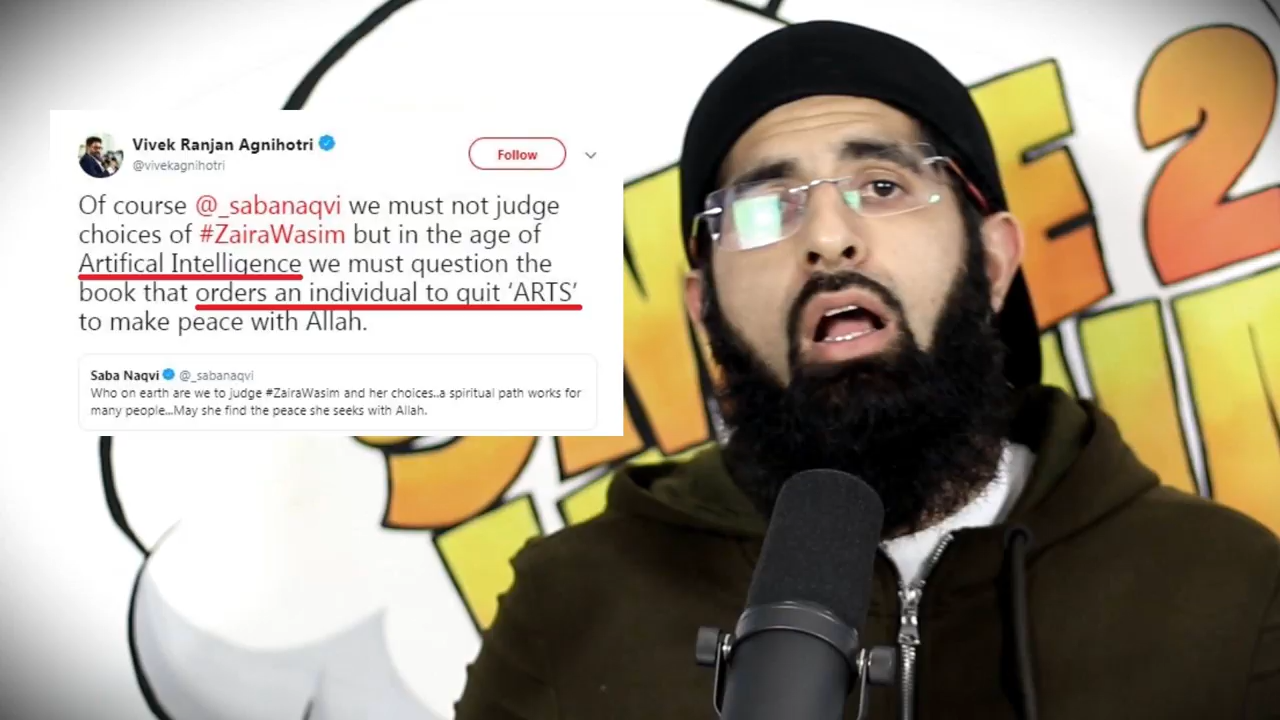 Vivek Ranjan Agnihotri
@vivekagnihotri
Follow
Of course @_sabanaqvi we must not judge
choices of #ZairaWasim but in the age of
Artifical Intelligence we must question the
book that orders an individual to quit ‘ARTS’
to make peace with Allah.
Saba Naqvi @_sabanaqvi
Who on earth are we to judge #ZairaWasim and her choices..a spiritual path works for
many people...May she find the peace she seeks with Allah.